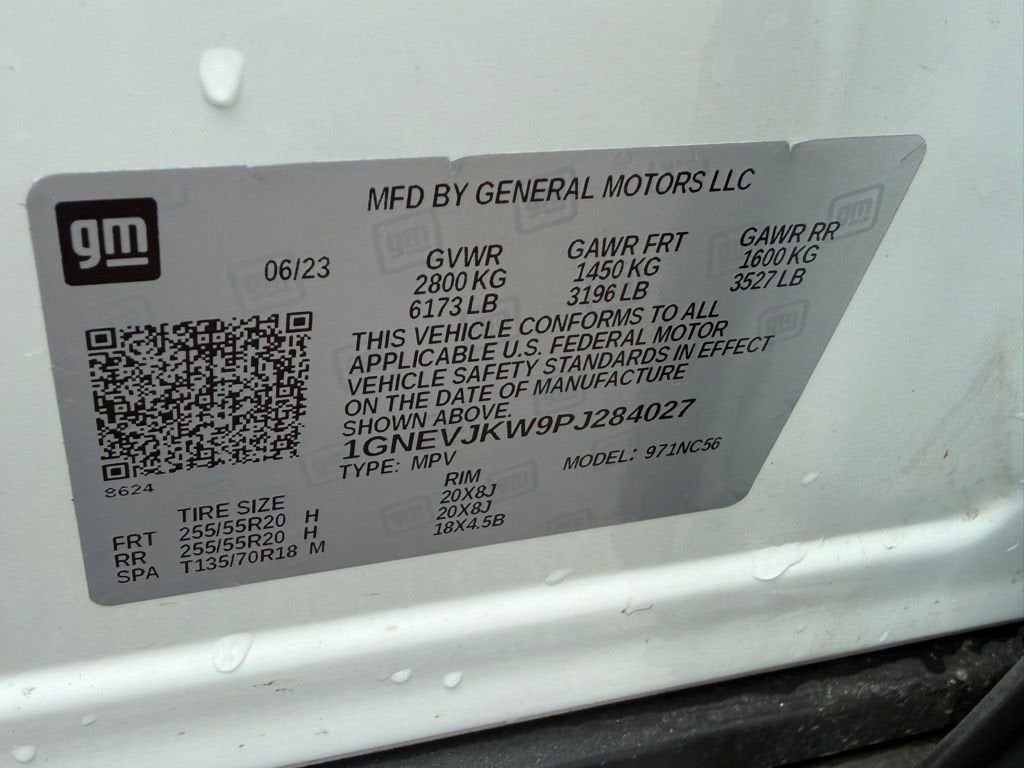 gm
MFD BY GENERAL MOTORS LLC
06/23
GVWR GAWR FRT GAWR RR
2800 KG 1450 KG 1600 KG
6173 LB 3196 LB 3527 LB
THIS VEHICLE CONFORMS TO ALL
APPLICABLE U.S. FEDERAL MOTOR
VEHICLE SAFETY STANDARDS IN EFFECT
ON THE DATE OF MANUFACTURE
SHOWN ABOVE.
1GNEVJKW9PJ284027
TYPE: MPV MODEL: 971NC56
8624
TIRE SIZE RIM
FRT 255/55R20 H 20X8J
RR 255/55R20 H 20X8J
SPA T135/70R18 M 18X4.5B